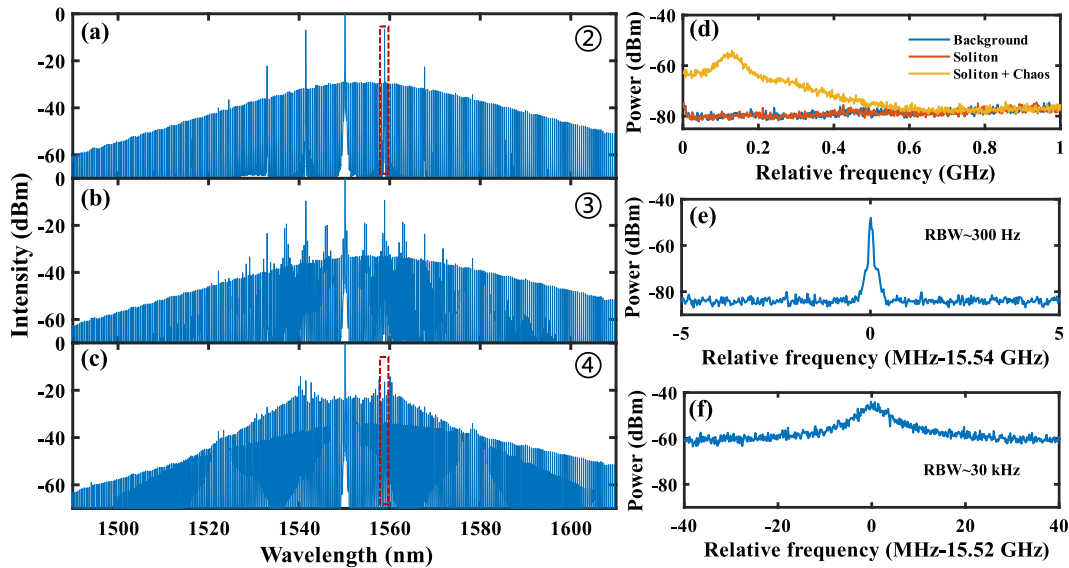 (a)
②
0
-20
-40
-60
0
(b)
③
-20
-40
-60
0
(c)
④
-20
-40
-60
1500
1520
1540
1560
1580
1600
Wavelength (nm)
Intensity (dBm)
(d)
Background
Soliton
Soliton + Chaos
-40
-60
-80
0
0.2
0.4
0.6
0.8
1
Relative frequency (GHz)
Power (dBm)
(e)
RBW~300 Hz
-40
-60
-80
-5
0
5
Relative frequency (MHz-15.54 GHz)
Power (dBm)
(f)
RBW~30 kHz
-40
-60
-80
-40
-20
0
20
40
Relative frequency (MHz-15.52 GHz)
Power (dBm)